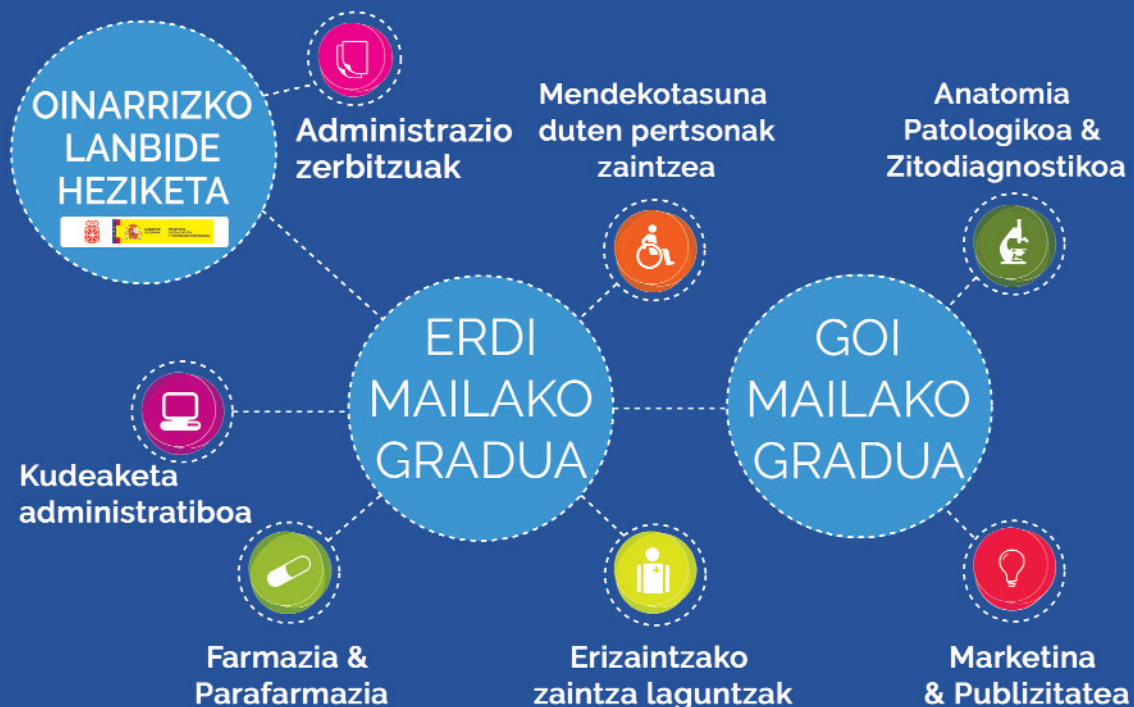 OINARRIZKO
LANBIDE
HEZIKETA
Administrazio
zerbitzuak
Mendekotasuna
duten pertsonak
zaintzea
Anatomia
Patologikoa &
Zitodiagnostikoa
ERDI
MAILAKO
GRADUA
GOI
MAILAKO
GRADUA
Kudeaketa
administratiboa
Farmazia &
Parafarmazia
Erizaintzako
zaintza laguntzak
Marketina
& Publizitatea